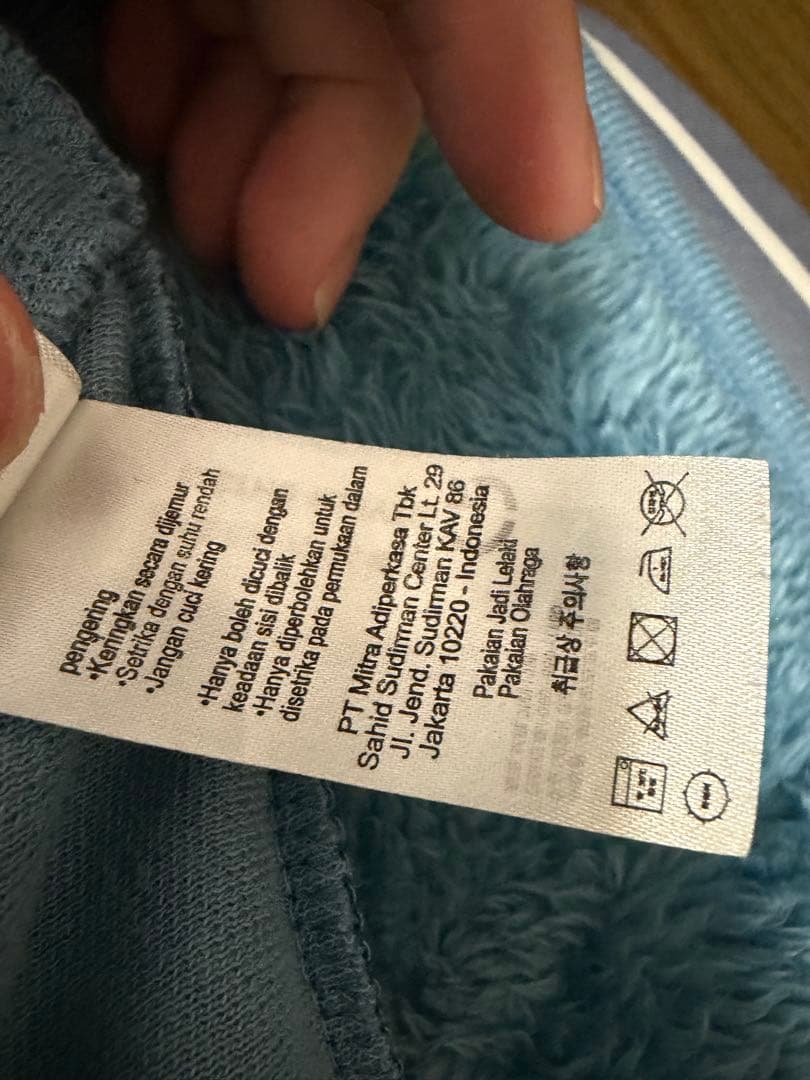 pengering
•Keringkan secara dijemur
•Setrika dengan suhu rendah
•Jangan cuci kering
•Hanya boleh dicuci dengan
keadaan sisi dibalik
•Hanya diperbolehkan untuk
disetrika pada permukaan dalam
PT Mitra Adiperkasa Tbk
Sahid Sudirman Center Lt. 29
Jl. Jend. Sudirman KAV 86
Jakarta 10220 - Indonesia
Pakaian Jadi Lelaki
Pakaian Olahraga
취급상 주의사항